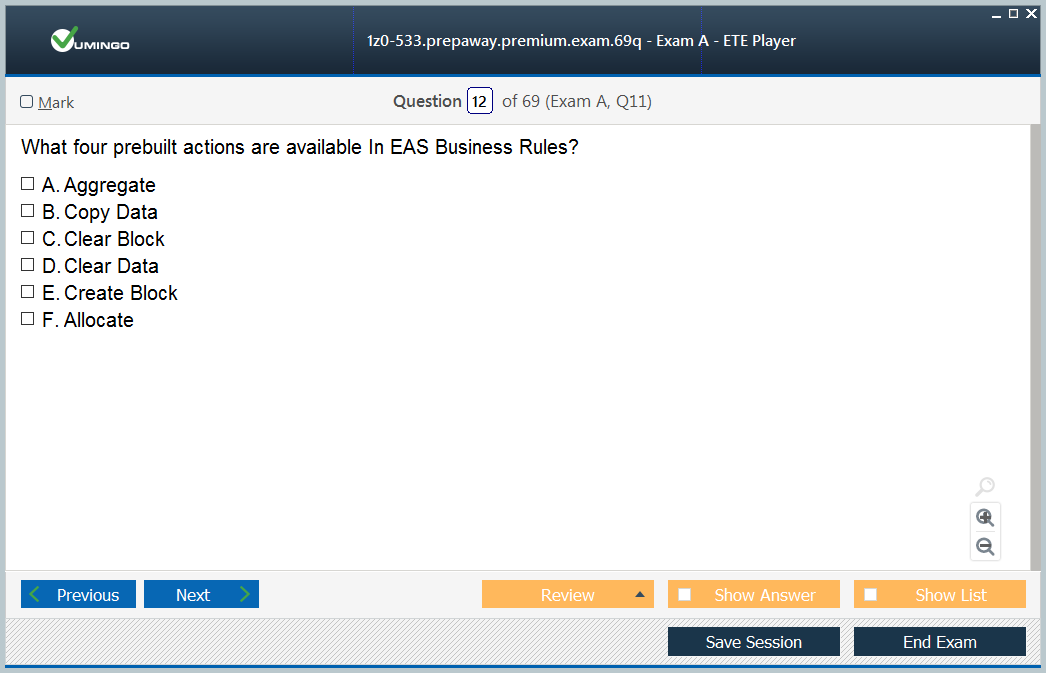 VUMINGO
1z0-533.prepaway.premium.exam.69q - Exam A - ETE Player
Mark
Question 12 of 69 (Exam A, Q11)
What four prebuilt actions are available In EAS Business Rules?
A. Aggregate
B. Copy Data
C. Clear Block
D. Clear Data
E. Create Block
F. Allocate
Previous
Next
Review
Show Answer
Show List
Save Session
End Exam